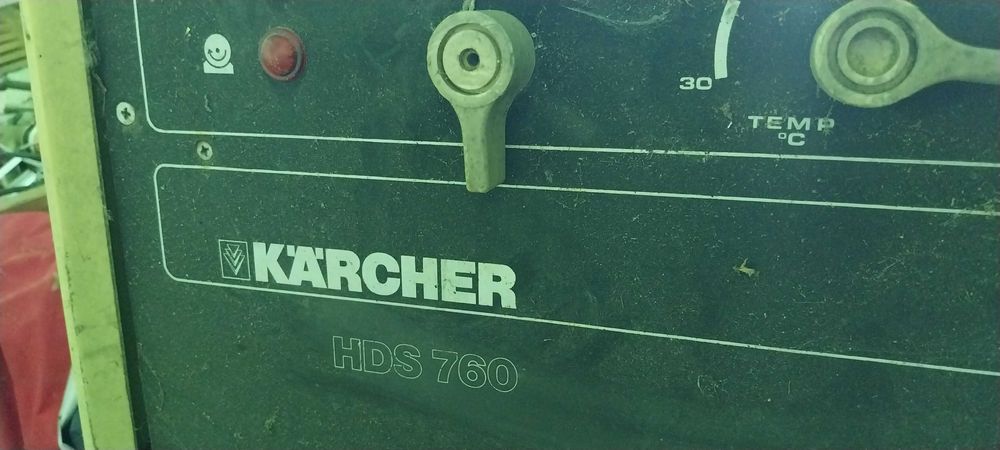 30
TEMP
°C
KÄRCHER
HDS 760